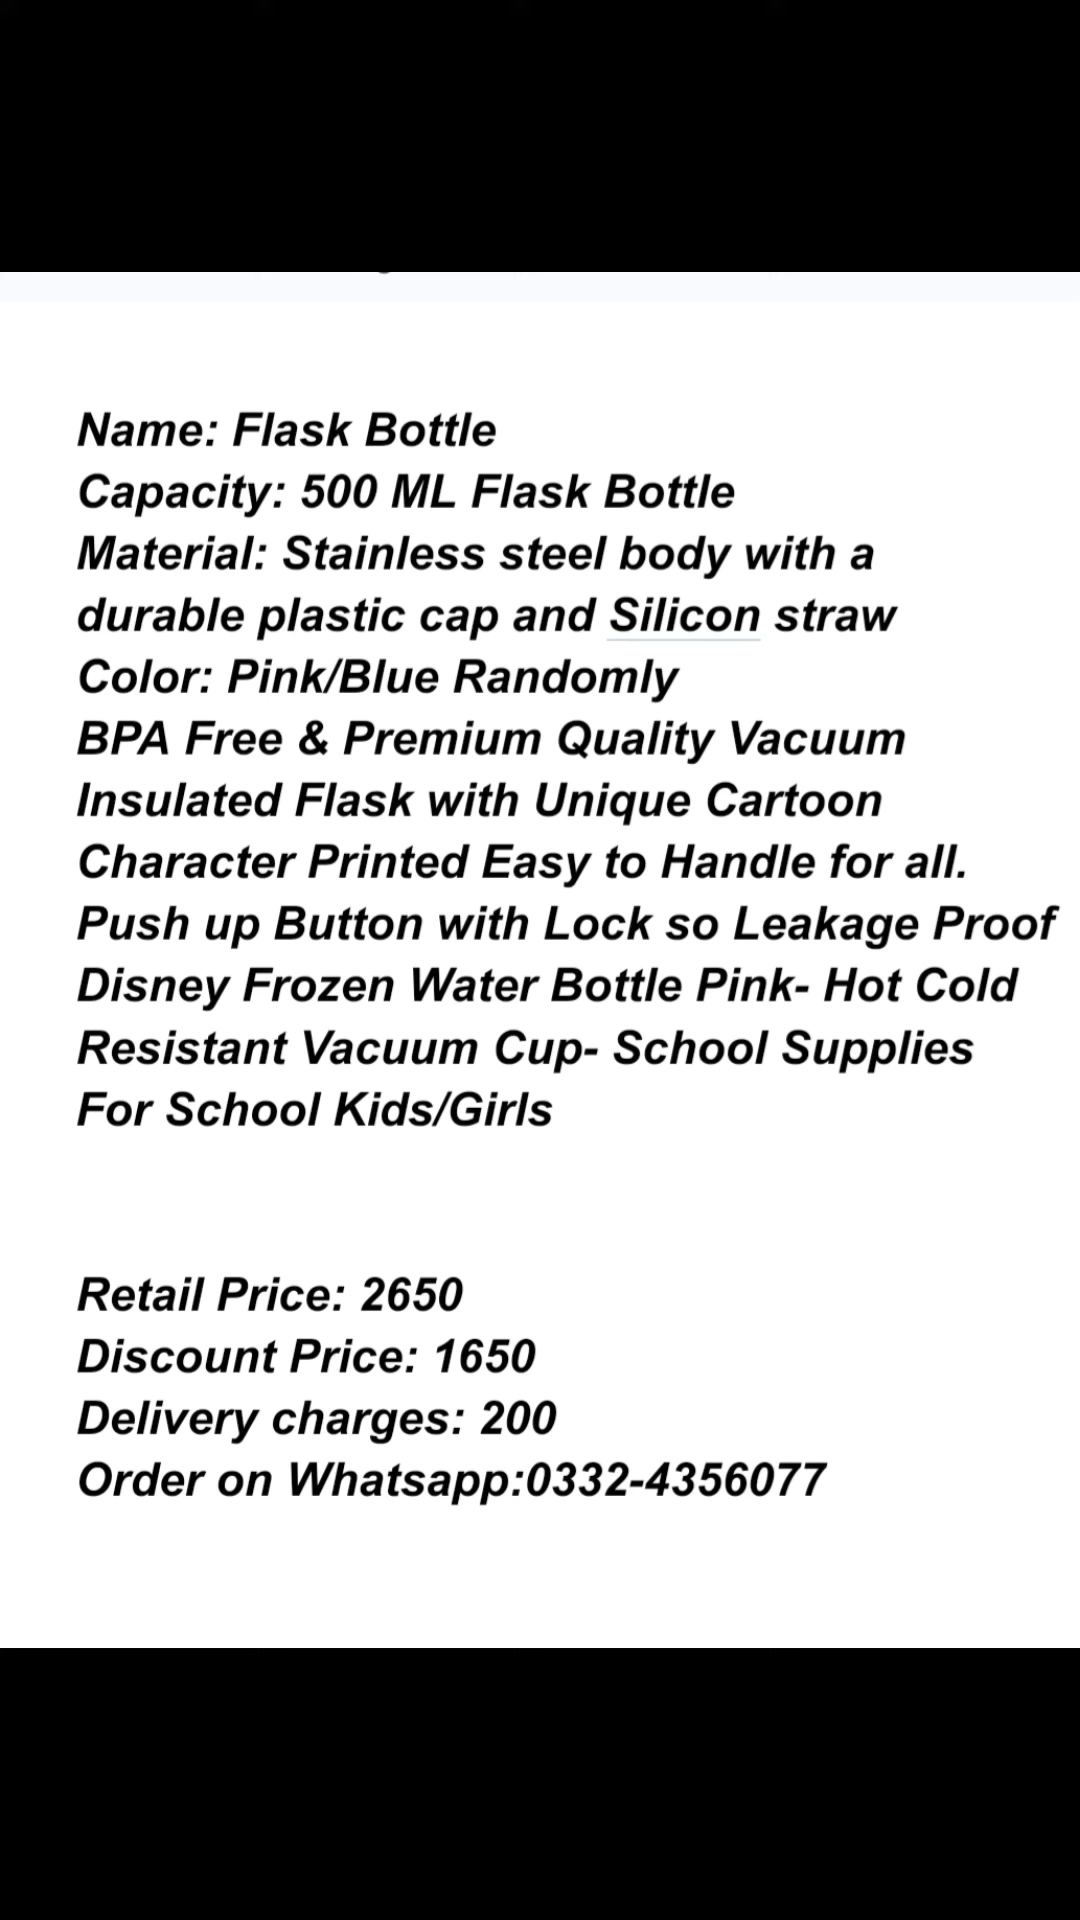 Name: Flask Bottle
Capacity: 500 ML Flask Bottle
Material: Stainless steel body with a
durable plastic cap and Silicon straw
Color: Pink/Blue Randomly
BPA Free & Premium Quality Vacuum
Insulated Flask with Unique Cartoon
Character Printed Easy to Handle for all.
Push up Button with Lock so Leakage Proof
Disney Frozen Water Bottle Pink- Hot Cold
Resistant Vacuum Cup- School Supplies
For School Kids/Girls
Retail Price: 2650
Discount Price: 1650
Delivery charges: 200
Order on Whatsapp:0332-4356077